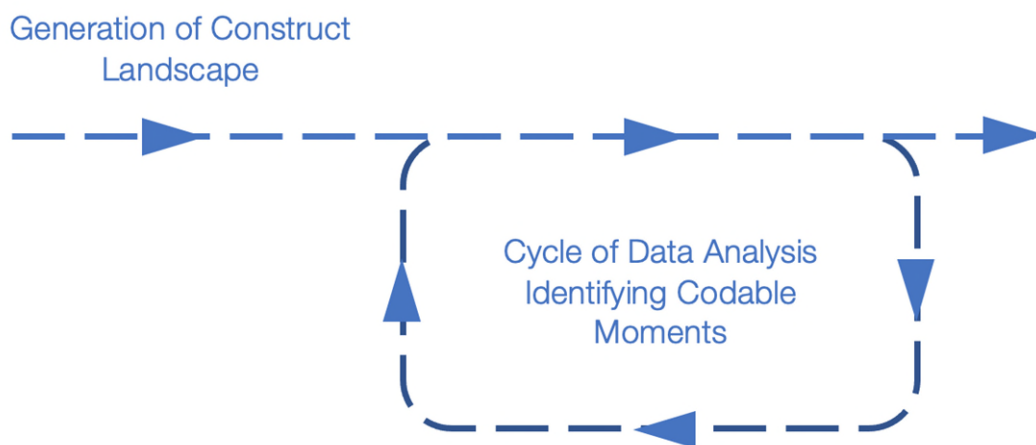 Generation of Construct
Landscape
Cycle of Data Analysis
Identifying Codable
Moments